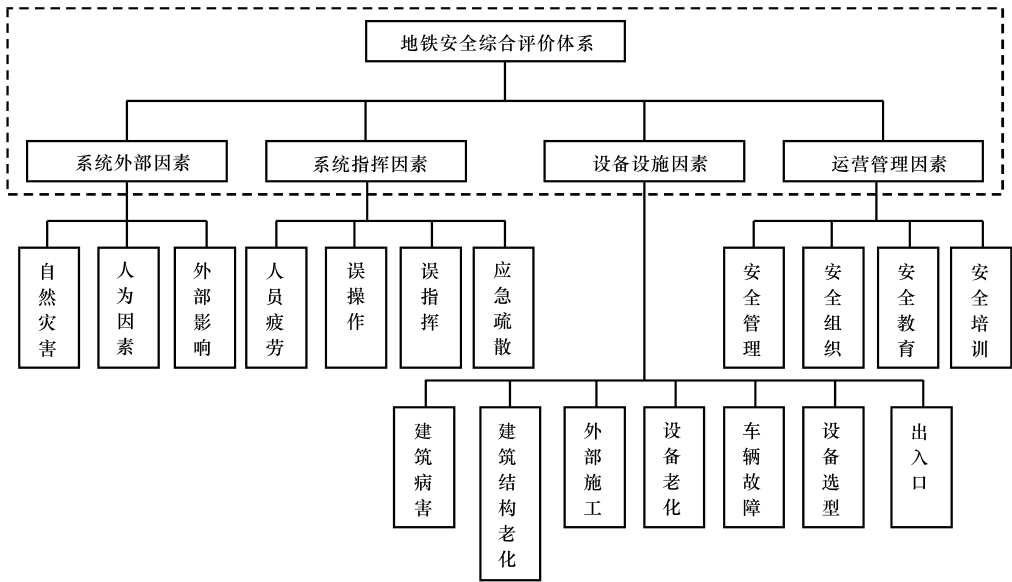 地铁安全综合评价体系
系统外部因素
系统指挥因素
设备设施因素
运营管理因素
自然灾害
人为因素
外部影响
人员疲劳
误操作
误指挥
应急疏散
安全管理
安全组织
安全教育
安全培训
建筑病害
建筑结构老化
外部施工
设备老化
车辆故障
设备选型
出入口